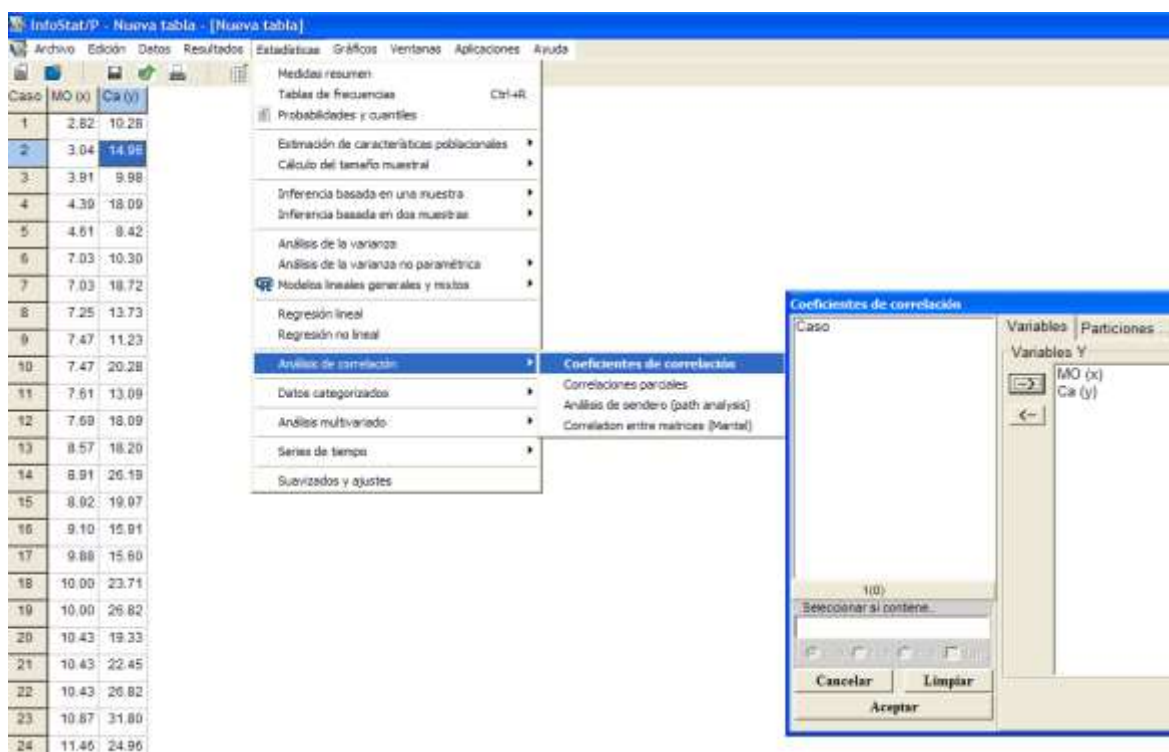 InfoStat/P - Nueva tabla - [Nueva tabla]
Archivo Edición Datos Resultados Estadísticas Gráficos Ventanas Aplicaciones Ayuda
Caso MO (x) Ca (y)
1 2.82 10.28
2 3.04 14.96
3 3.91 9.98
4 4.39 18.09
5 4.61 8.42
6 7.03 10.30
7 7.03 18.72
8 7.25 13.73
9 7.47 11.23
10 7.47 20.28
11 7.61 13.09
12 7.69 18.09
13 8.57 18.20
14 8.91 26.19
15 8.92 19.97
16 9.10 15.91
17 9.88 15.60
18 10.00 23.71
19 10.00 26.82
20 10.43 19.33
21 10.43 22.45
22 10.43 26.82
23 10.87 31.80
24 11.46 24.96
Medidas resumen
Tablas de frecuencias Ctrl+R
Probabilidades y cuantiles
Estimación de características poblacionales
Cálculo del tamaño muestral
Inferencia basada en una muestra
Inferencia basada en dos muestras
Análisis de la varianza
Análisis de la varianza no paramétrica
Modelos lineales generales y mixtos
Regresión lineal
Regresión no lineal
Análisis de correlación
Datos categorizados
Análisis multivariado
Series de tiempo
Suavizados y ajustes
Coeficientes de correlación
Correlaciones parciales
Análisis de sendero (path analysis)
Correlation entre matrices (Mantel)
Coeficientes de correlación
Caso
1(0)
Seleccionar si contiene..
Cancelar Limpiar
Aceptar
Variables Particiones
Variables Y
MO (x)
Ca (y)